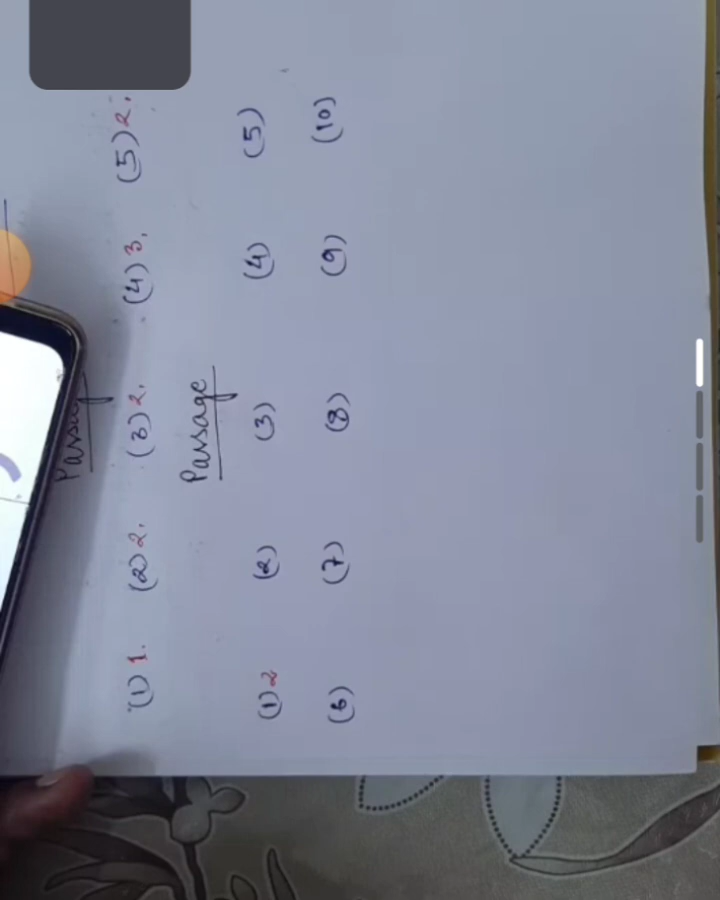 Passag
(1) 1. (2) 2. (3) 2. (4) 3. (5) 2.
Passage
(1) 2 (2) (3) (4) (5)
(6) (7) (8) (9) (10)